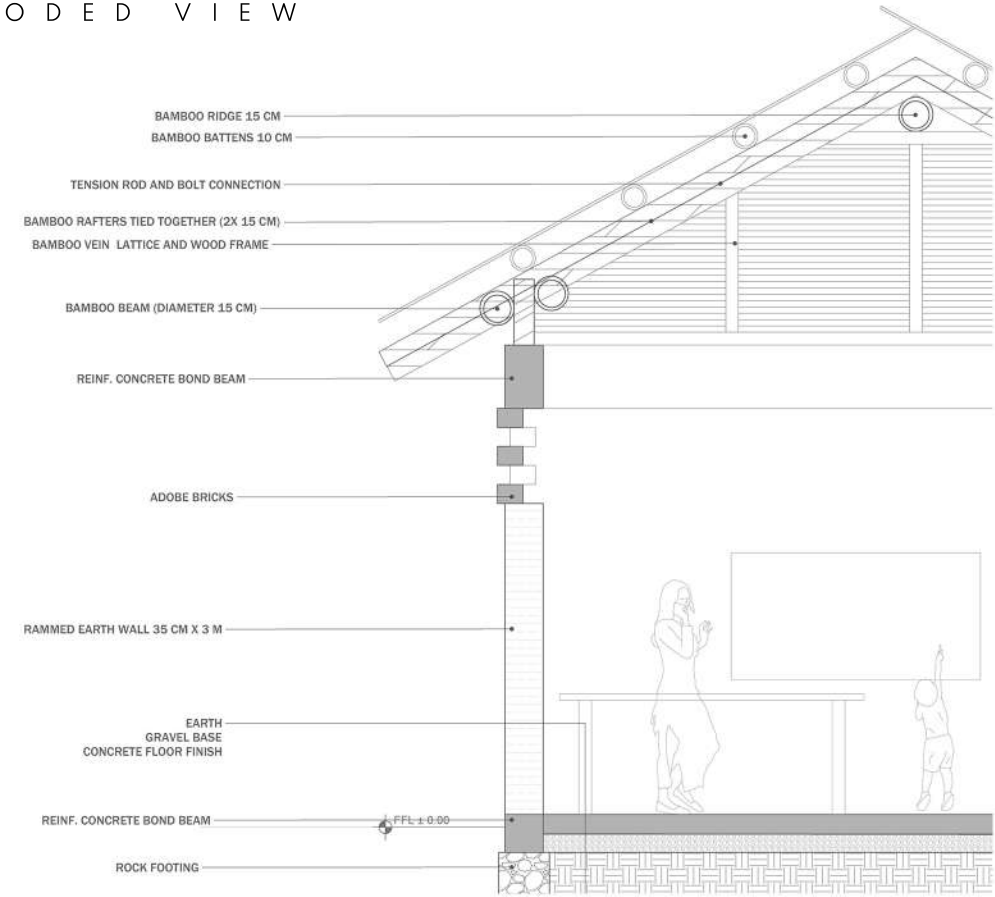 ODED VIEW
BAMBOO RIDGE 15 CM
BAMBOO BATTENS 10 CM
TENSION ROD AND BOLT CONNECTION
BAMBOO RAFTERS TIED TOGETHER (2X 15 CM)
BAMBOO VEIN LATTICE AND WOOD FRAME
BAMBOO BEAM (DIAMETER 15 CM)
REINF. CONCRETE BOND BEAM
ADOBE BRICKS
RAMMED EARTH WALL 35 CM X 3 M
EARTH
GRAVEL BASE
CONCRETE FLOOR FINISH
REINF. CONCRETE BOND BEAM
FFL ± 0.00
ROCK FOOTING